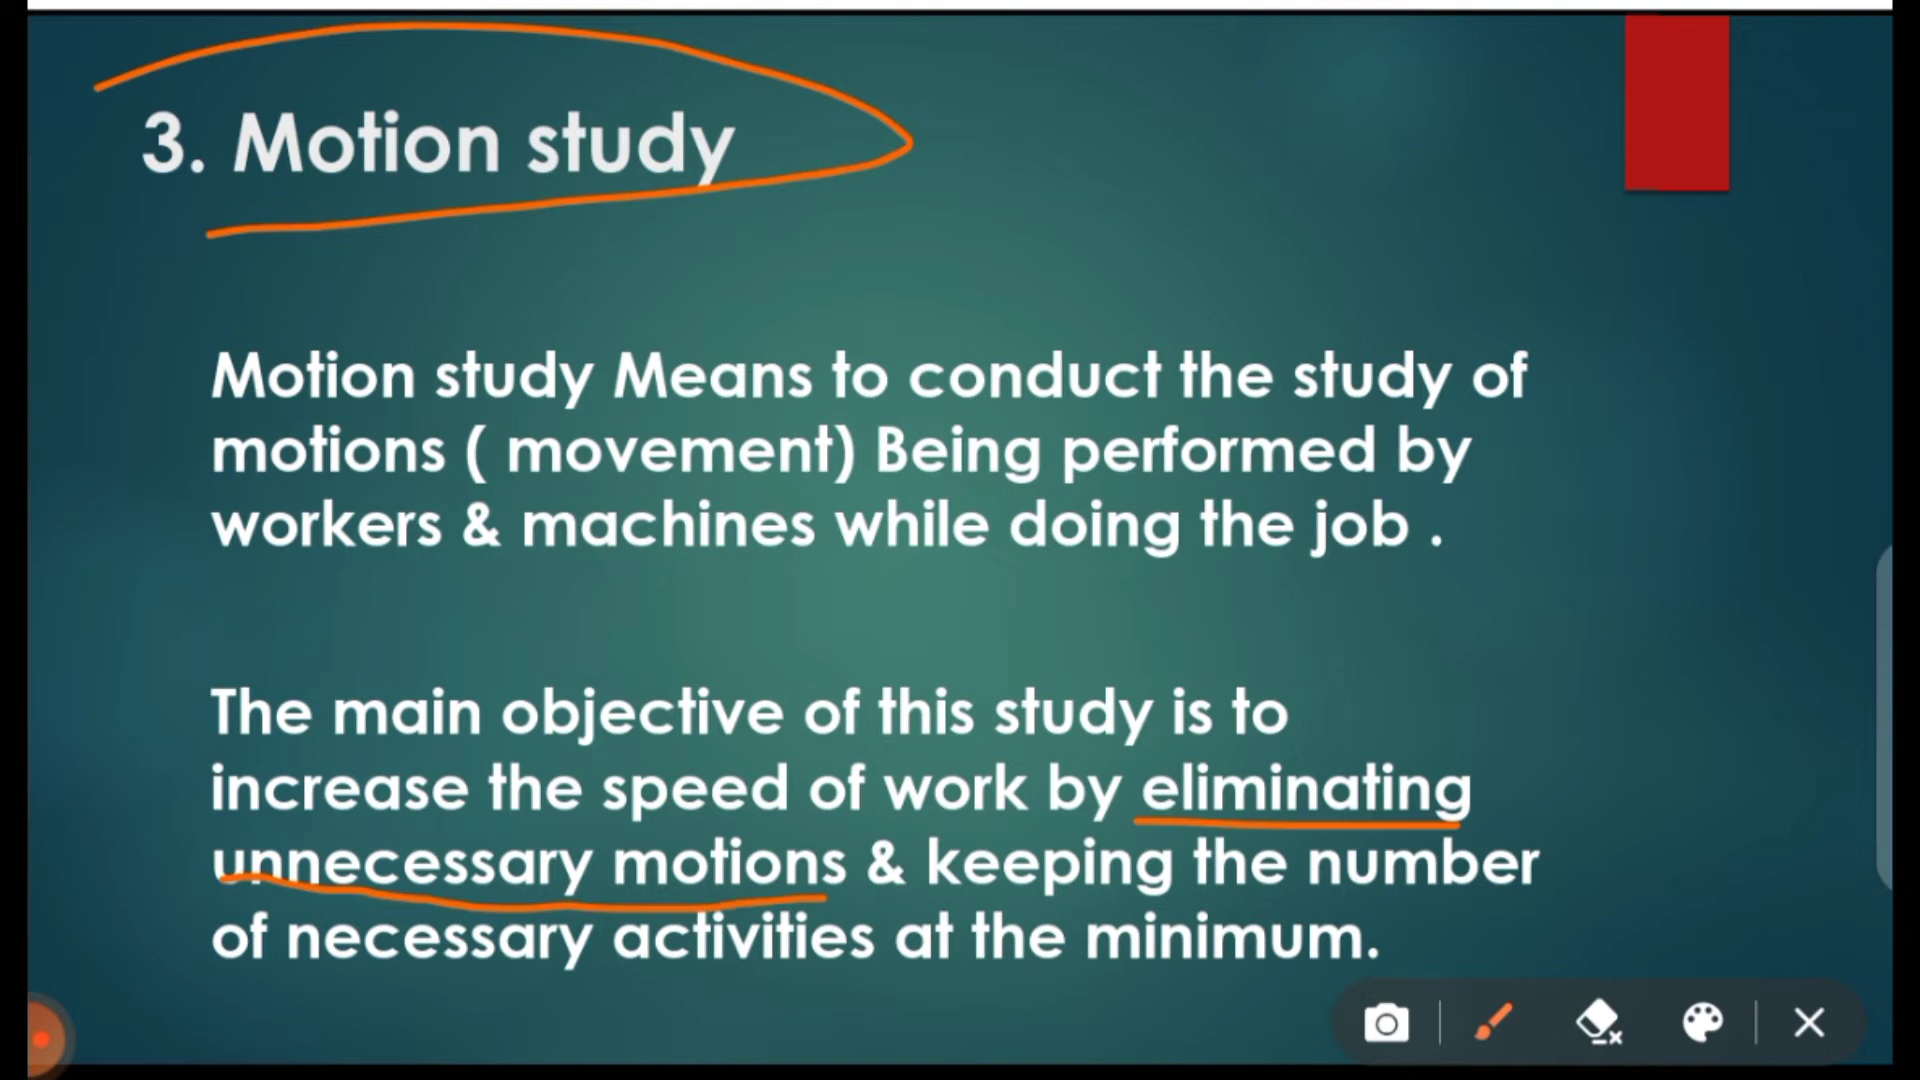 3. Motion study
Motion study Means to conduct the study of
motions ( movement) Being performed by
workers & machines while doing the job .
The main objective of this study is to
increase the speed of work by eliminating
unnecessary motions & keeping the number
of necessary activities at the minimum.